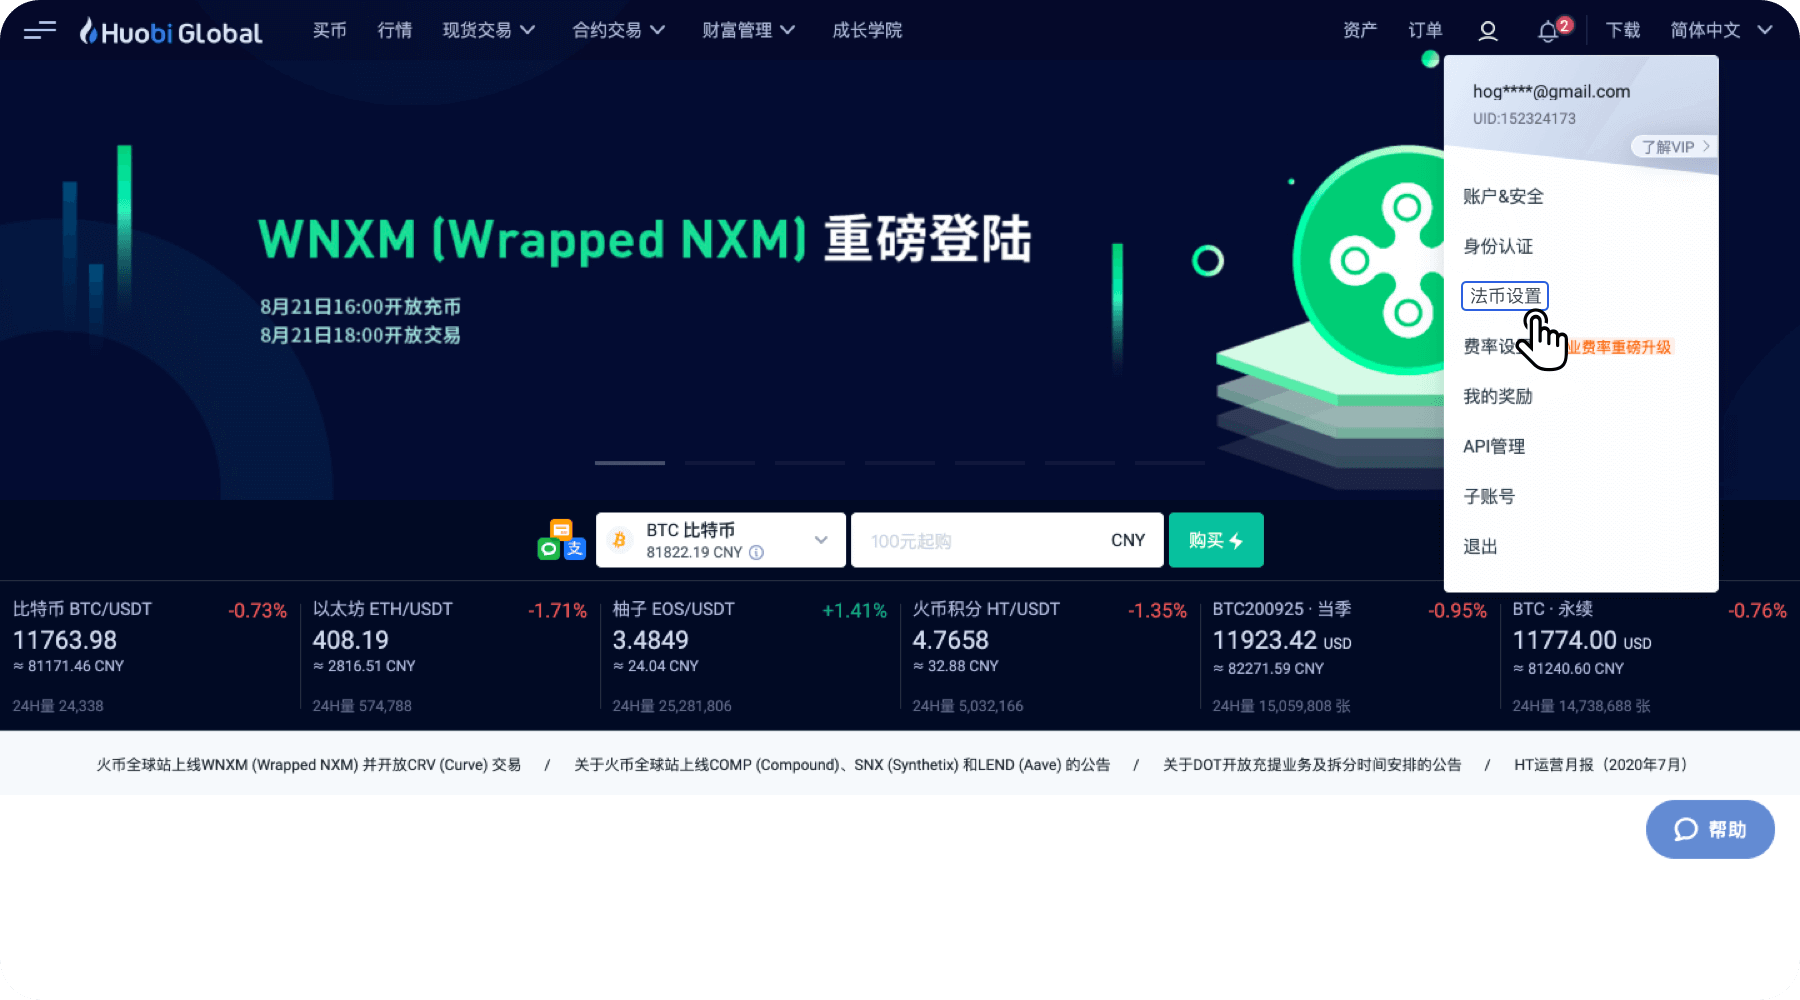 Huobi Global
买币
行情
现货交易
合约交易
财富管理
成长学院
资产
订单
2
下载
简体中文
hog****@gmail.com
UID:152324173
了解VIP
账户&安全
身份认证
法币设置
费率设
业费率重磅升级
我的奖励
API管理
子账号
退出
WNXM (Wrapped NXM) 重磅登陆
8月21日16:00开放充币
8月21日18:00开放交易
支
BTC 比特币
81822.19 CNY
100元起购
CNY
购买
比特币 BTC/USDT
-0.73%
11763.98
≈ 81171.46 CNY
24H量 24,338
以太坊 ETH/USDT
-1.71%
408.19
≈ 2816.51 CNY
24H量 574,788
柚子 EOS/USDT
+1.41%
3.4849
≈ 24.04 CNY
24H量 25,281,806
火币积分 HT/USDT
-1.35%
4.7658
≈ 32.88 CNY
24H量 5,032,166
BTC200925 · 当季
-0.95%
11923.42 USD
≈ 82271.59 CNY
24H量 15,059,808 张
BTC · 永续
-0.76%
11774.00 USD
≈ 81240.60 CNY
24H量 14,738,688 张
火币全球站上线WNXM (Wrapped NXM) 并开放CRV (Curve) 交易 / 关于火币全球站上线COMP (Compound)、SNX (Synthetix) 和LEND (Aave) 的公告 / 关于DOT开放充提业务及拆分时间安排的公告 / HT运营月报（2020年7月）
帮助